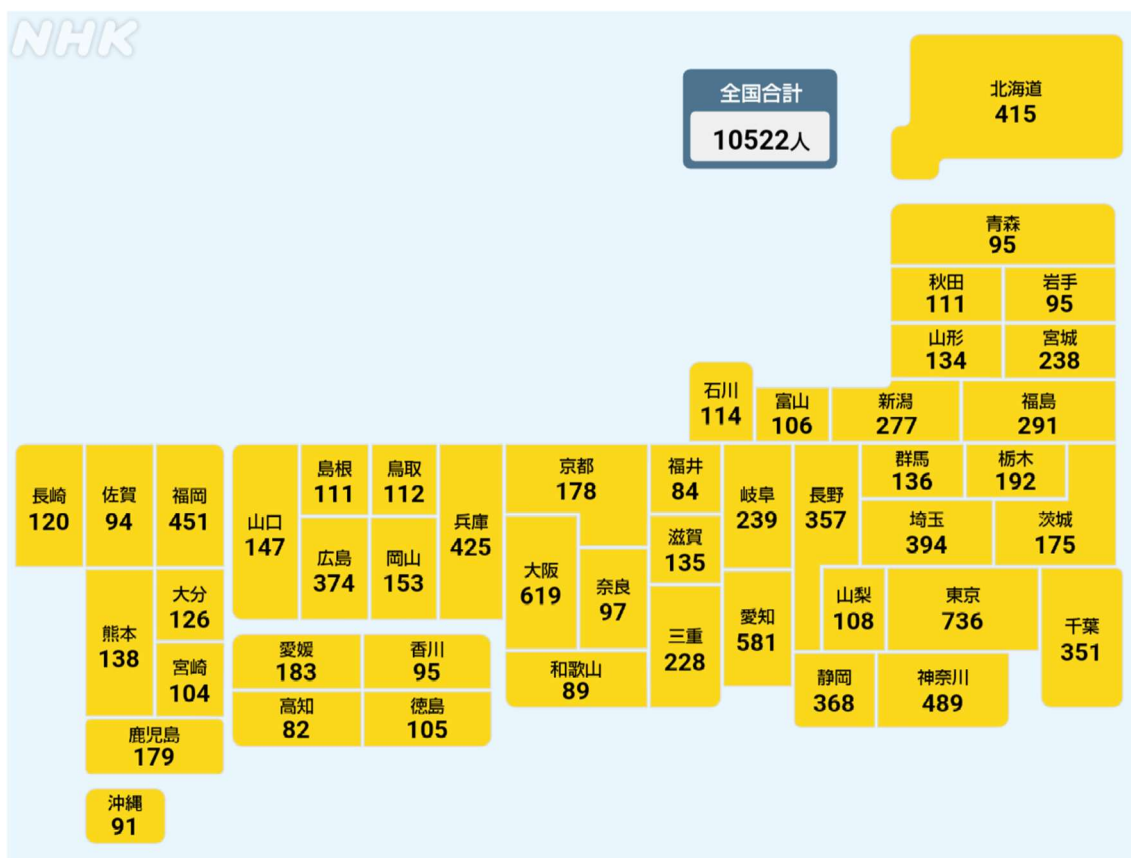 NHK
全国合計
10522人
北海道
415
青森
95
秋田
111
岩手
95
山形
134
宮城
238
石川
114
富山
106
新潟
277
福島
291
長崎
120
佐賀
94
福岡
451
山口
147
島根
111
鳥取
112
兵庫
425
京都
178
福井
84
岐阜
239
長野
357
群馬
136
栃木
192
広島
374
岡山
153
大阪
619
奈良
97
滋賀
135
埼玉
394
茨城
175
熊本
138
大分
126
宮崎
104
愛媛
183
香川
95
和歌山
89
三重
228
愛知
581
山梨
108
東京
736
千葉
351
高知
82
徳島
105
静岡
368
神奈川
489
鹿児島
179
沖縄
91